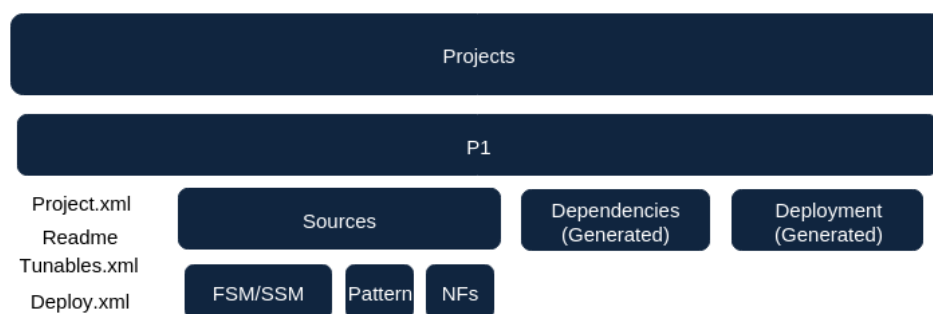 Projects
P1
Project.xml
Readme
Tunables.xml
Deploy.xml
Sources
Dependencies
(Generated)
Deployment
(Generated)
FSM/SSM
Pattern
NFs